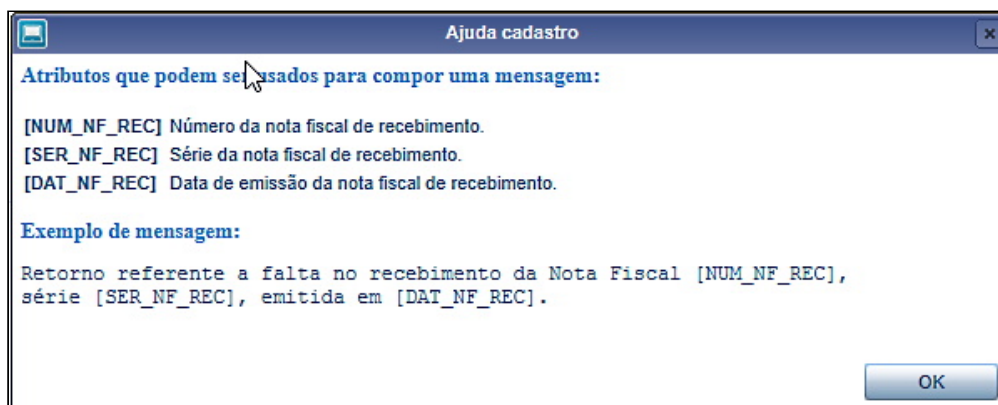 Ajuda cadastro
Atributos que podem ser usados para compor uma mensagem:
[NUM_NF_REC] Número da nota fiscal de recebimento.
[SER_NF_REC] Série da nota fiscal de recebimento.
[DAT_NF_REC] Data de emissão da nota fiscal de recebimento.
Exemplo de mensagem:
Retorno referente a falta no recebimento da Nota Fiscal [NUM_NF_REC],
série [SER_NF_REC], emitida em [DAT_NF_REC].
OK